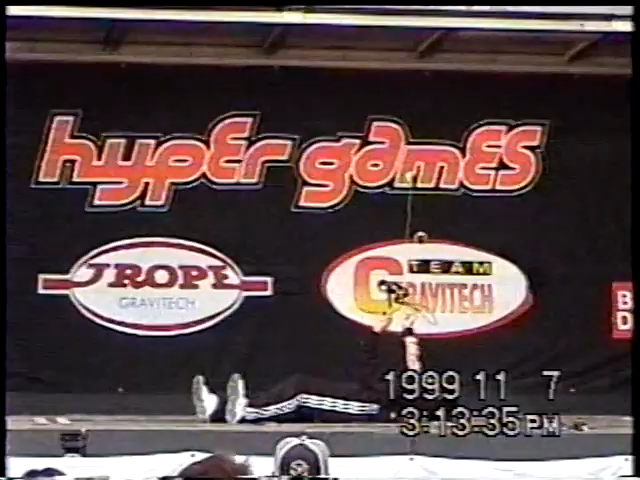 hypEr gamES
JROPE
GRAVITECH
TEAM
GRAVITECH
B
D
1999 11 7
3:13:35 PM